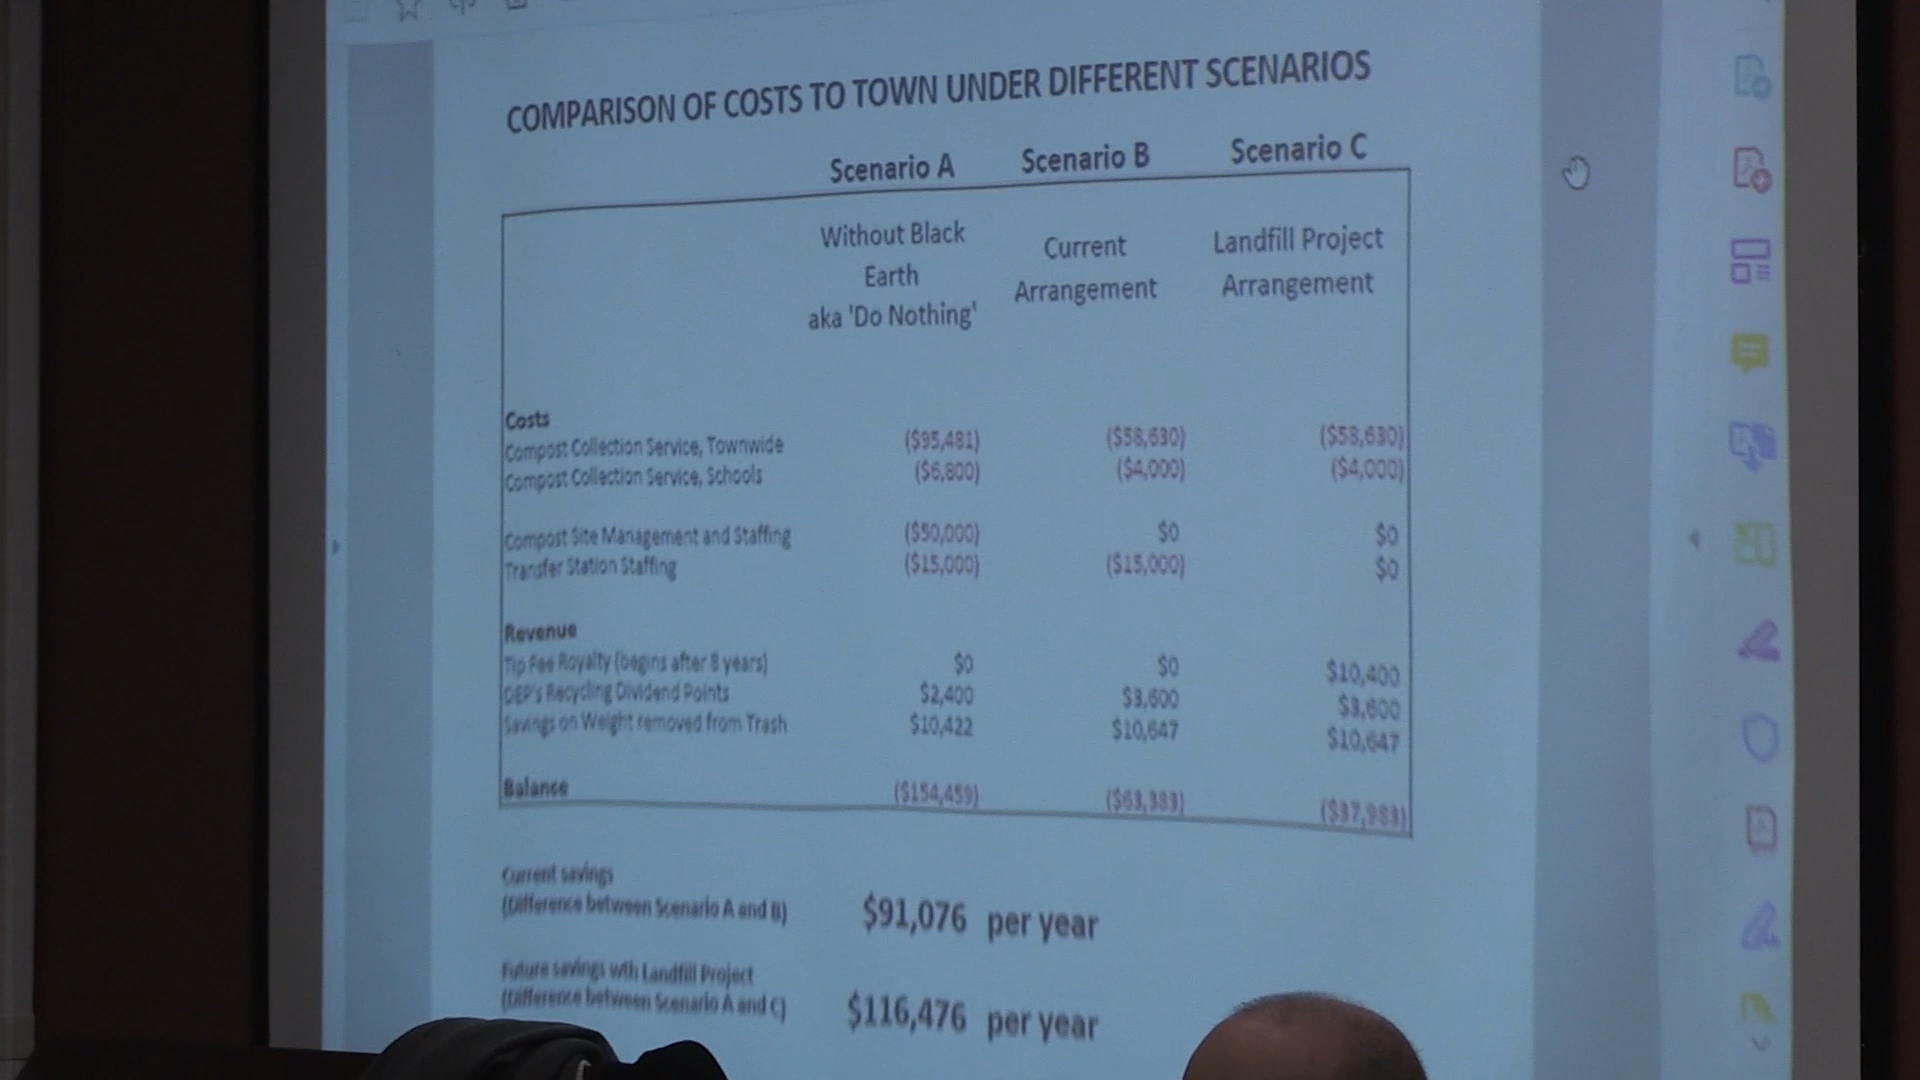 COMPARISON OF COSTS TO TOWN UNDER DIFFERENT SCENARIOS
Scenario A Scenario B Scenario C
Without Black Earth aka 'Do Nothing' Current Arrangement Landfill Project Arrangement
Costs
Compost Collection Service, Townwide ($95,481) ($58,630) ($58,630)
Compost Collection Service, Schools ($6,800) ($4,000) ($4,000)
Compost Site Management and Staffing ($50,000) $0 $0
Transfer Station Staffing ($15,000) ($15,000) $0
Revenue
Tip Fee Royalty (begins after 8 years) $0 $0 $10,400
DEP's Recycling Dividend Points $2,400 $3,600 $3,600
Savings on Weight removed from Trash $10,422 $10,647 $10,647
Balance ($154,459) ($63,383) ($37,983)
Current savings
(Difference between Scenario A and B) $91,076 per year
Future savings wth Landfill Project
(Difference between Scenario A and C) $116,476 per year